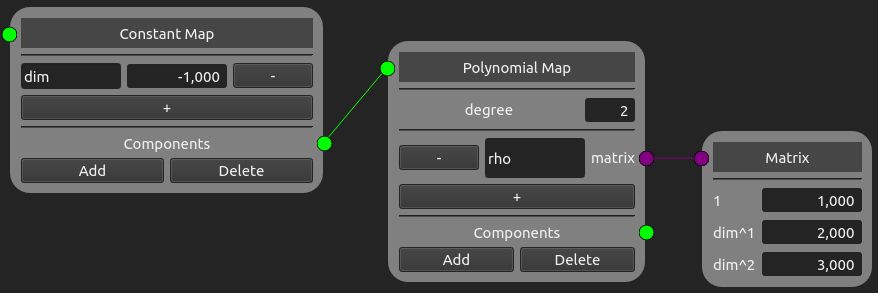 Constant Map
dim -1,000 -
+
Components
Add Delete
Polynomial Map
degree 2
- rho matrix
+
Components
Add Delete
Matrix
1 1,000
dim^1 2,000
dim^2 3,000